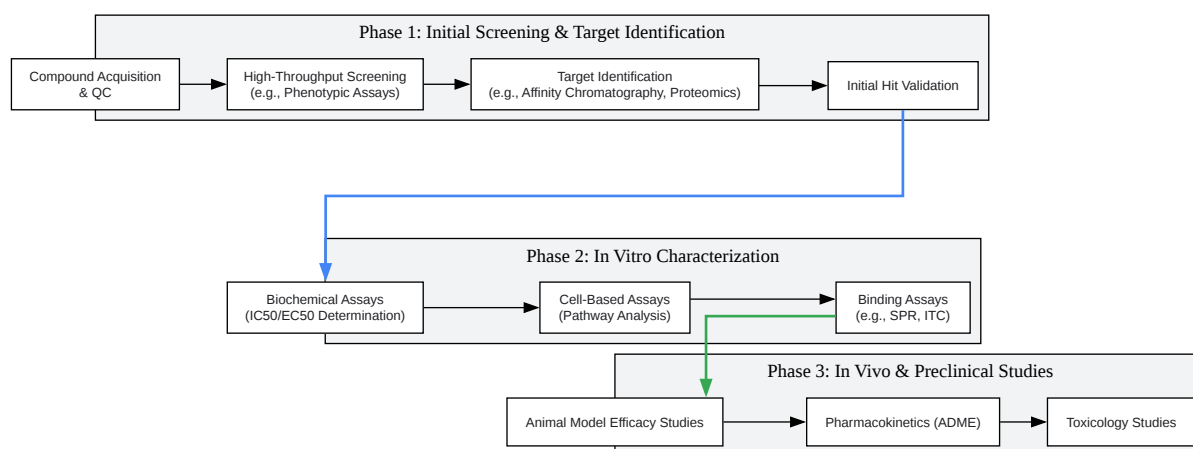 Phase 1: Initial Screening & Target Identification
Compound Acquisition
& QC
High-Throughput Screening
(e.g., Phenotypic Assays)
Target Identification
(e.g., Affinity Chromatography, Proteomics)
Initial Hit Validation
Phase 2: In Vitro Characterization
Biochemical Assays
(IC50/EC50 Determination)
Cell-Based Assays
(Pathway Analysis)
Binding Assays
(e.g., SPR, ITC)
Phase 3: In Vivo & Preclinical Studies
Animal Model Efficacy Studies
Pharmacokinetics (ADME)
Toxicology Studies